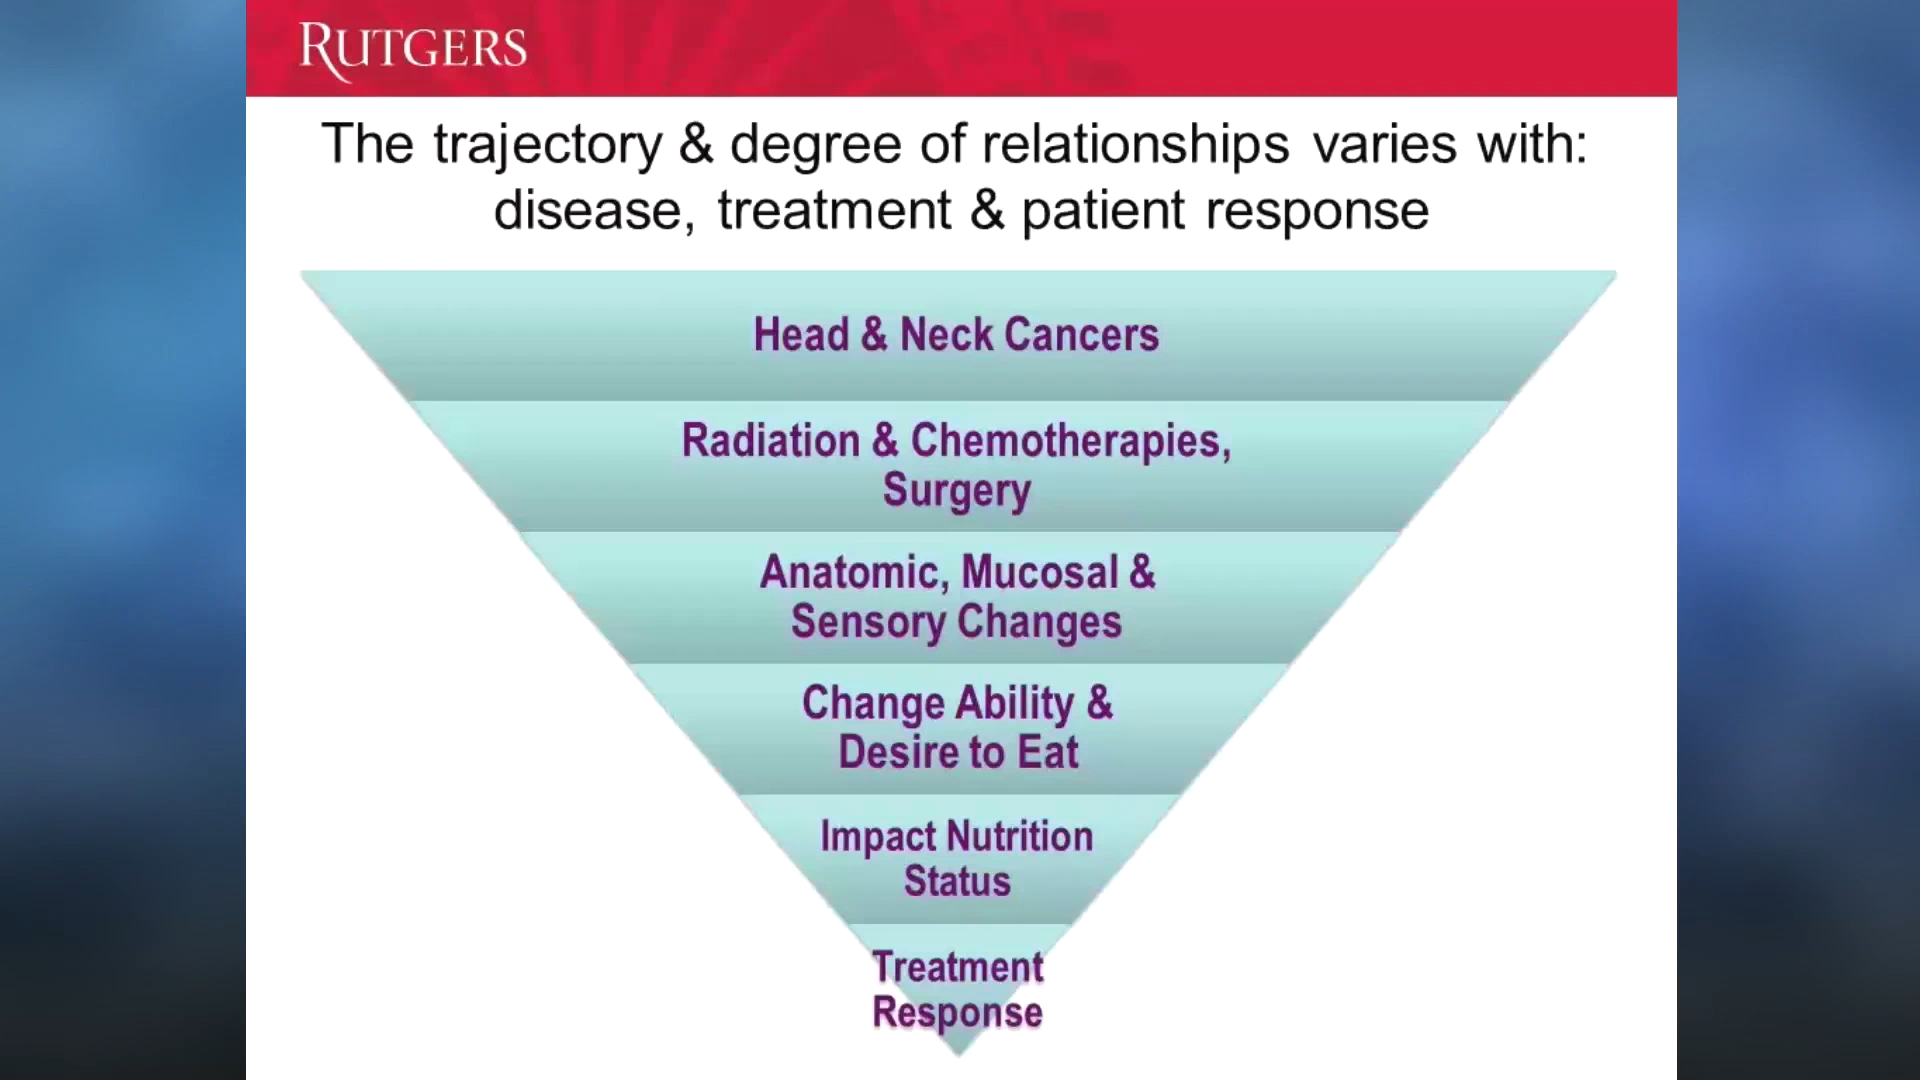 RUTGERS
The trajectory & degree of relationships varies with:
disease, treatment & patient response
Head & Neck Cancers
Radiation & Chemotherapies,
Surgery
Anatomic, Mucosal &
Sensory Changes
Change Ability &
Desire to Eat
Impact Nutrition
Status
Treatment
Response